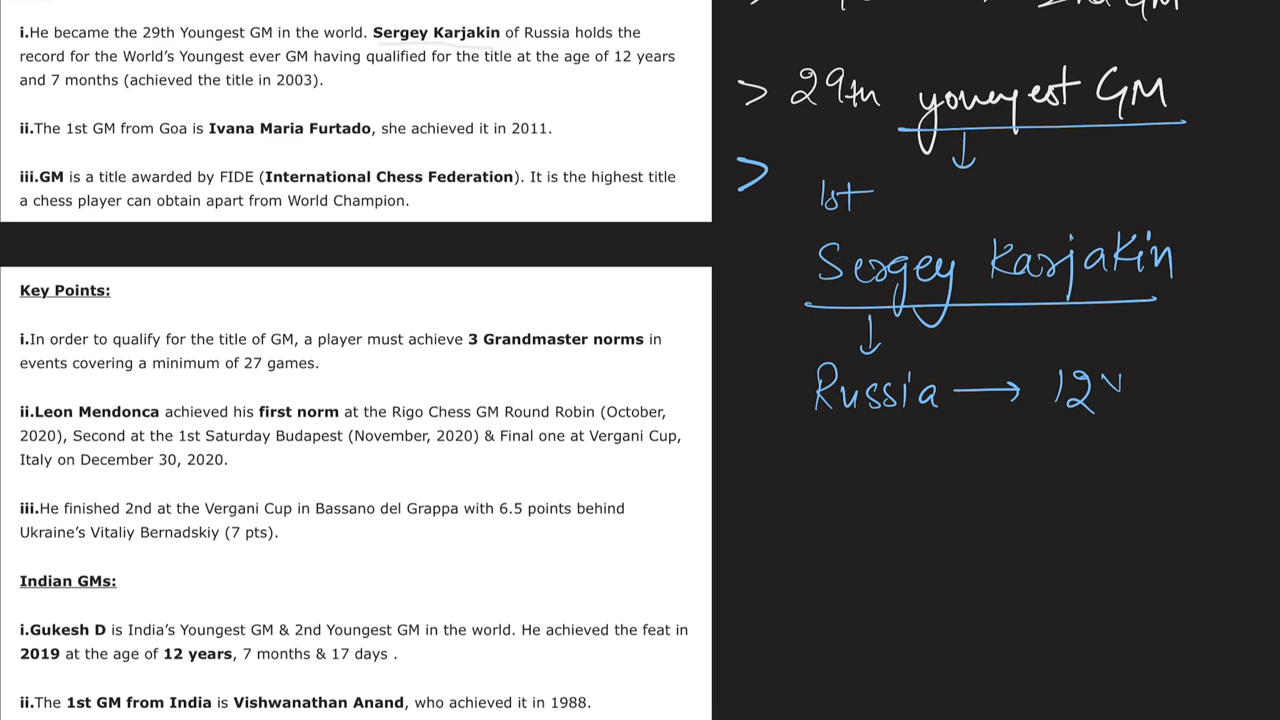 i.He became the 29th Youngest GM in the world. Sergey Karjakin of Russia holds the
record for the World's Youngest ever GM having qualified for the title at the age of 12 years
and 7 months (achieved the title in 2003).
ii.The 1st GM from Goa is Ivana Maria Furtado, she achieved it in 2011.
iii.GM is a title awarded by FIDE (International Chess Federation). It is the highest title
a chess player can obtain apart from World Champion.
Key Points:
i.In order to qualify for the title of GM, a player must achieve 3 Grandmaster norms in
events covering a minimum of 27 games.
ii.Leon Mendonca achieved his first norm at the Rigo Chess GM Round Robin (October,
2020), Second at the 1st Saturday Budapest (November, 2020) & Final one at Vergani Cup,
Italy on December 30, 2020.
iii.He finished 2nd at the Vergani Cup in Bassano del Grappa with 6.5 points behind
Ukraine's Vitaliy Bernadskiy (7 pts).
Indian GMs:
i.Gukesh D is India's Youngest GM & 2nd Youngest GM in the world. He achieved the feat in
2019 at the age of 12 years, 7 months & 17 days .
ii.The 1st GM from India is Vishwanathan Anand, who achieved it in 1988.
> 29th youngest GM
>
1st
Sergey Karjakin
Russia → 12